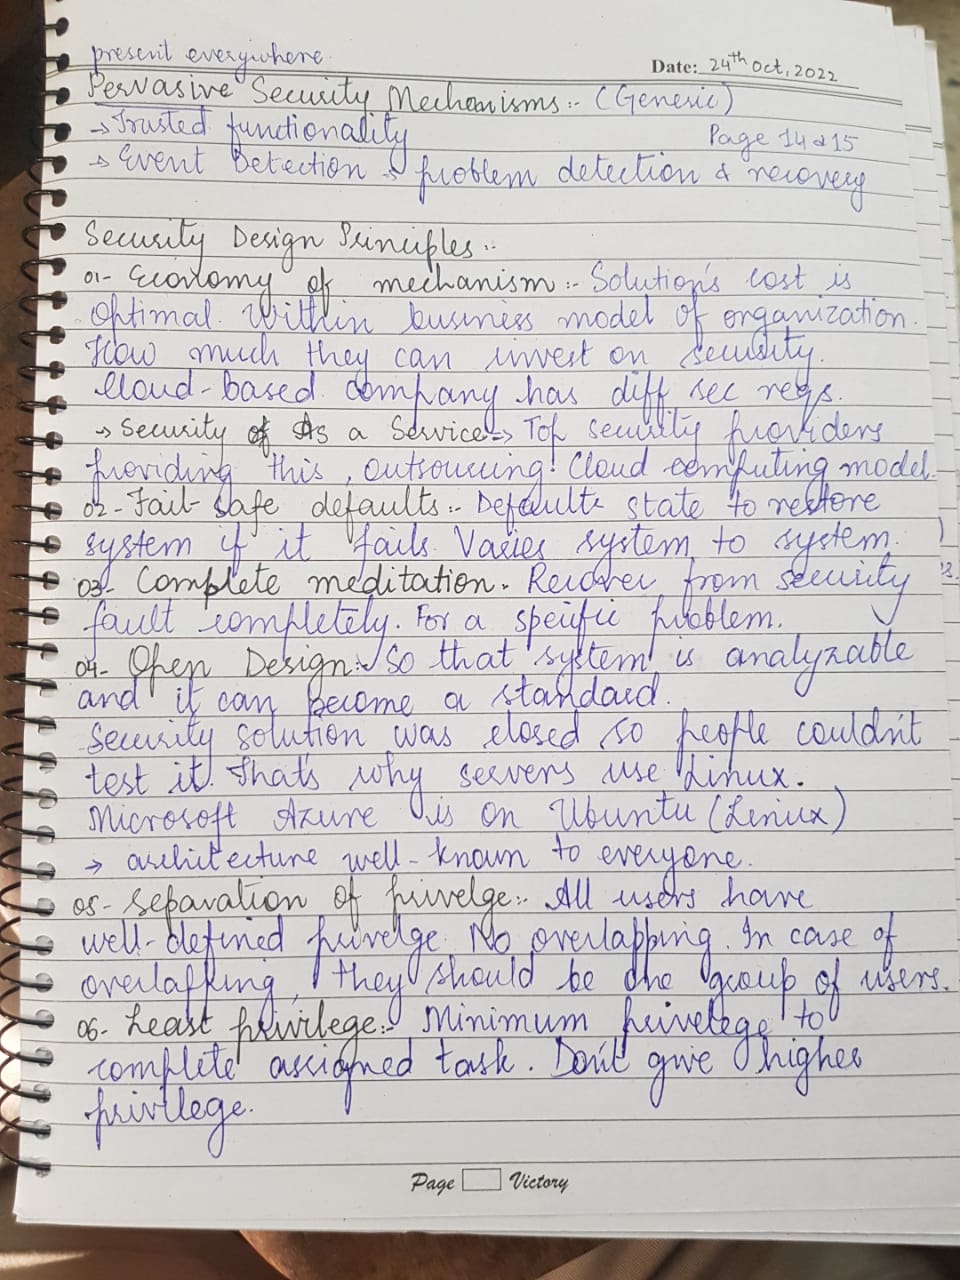 present everywhere.
Date: 24th Oct, 2022
Pervasive Security Mechanisms:- (Generic)
→ Trusted functionality
Page 14 & 15
→ Event Detection → problem detection & recovery
Security Design Principles:-
01- Economy of mechanism:- Solution's cost is
optimal within business model of organization.
How much they can invest on security.
Cloud-based company has diff sec reqs.
→ Security of As a Service → Top security providers
providing this, outsourcing! Cloud computing model.
02- Fail-Safe defaults:- Default state to restore
system if it fails. Varies system to system.
03- Complete meditation. Recover from security
fault completely. For a specific problem.
04- Open Design:- So that system is analyzable
and it can become a standard.
Security solution was closed so people couldn't
test it. That's why servers use Linux.
Microsoft Azure is on Ubuntu (Linux)
→ architecture well-known to everyone.
05- Separation of privelge:- All users have
well-defined privelge. No overlapping. In case of
overlapping, they should be one group of users.
06- Least privilege:- Minimum privelege to
complete assigned task. Don't give higher
privilege.
Page Victory